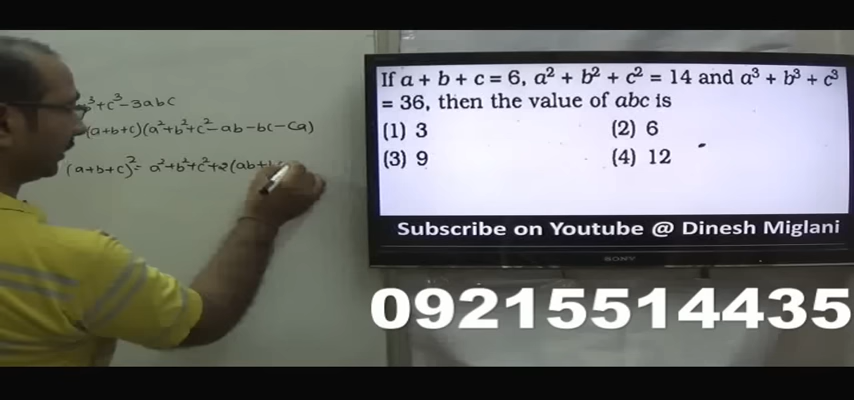 b³+c³-3abc
(a+b+c)(a²+b²+c²-ab-bc-ca)
(a+b+c)²= a²+b²+c²+2(ab+b
If a + b + c = 6, a² + b² + c² = 14 and a³ + b³ + c³
= 36, then the value of abc is
(1) 3 (2) 6
(3) 9 (4) 12
Subscribe on Youtube @ Dinesh Miglani
SONY
09215514435